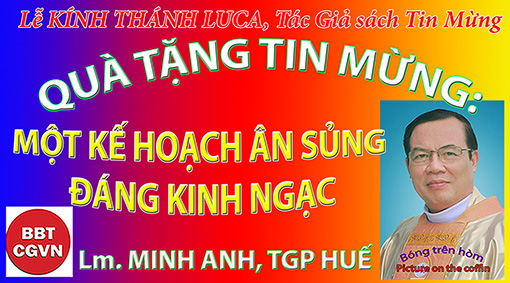 Lễ KÍNH THÁNH LUCA, Tác Giả sách Tin Mừng
QUÀ TẶNG TIN MỪNG:
MỘT KẾ HOẠCH ÂN SỦNG
ĐÁNG KINH NGẠC
BBT
CGVN
Lm. MINH ANH, TGP HUẾ
Bông trên hòm
Picture on the coffin